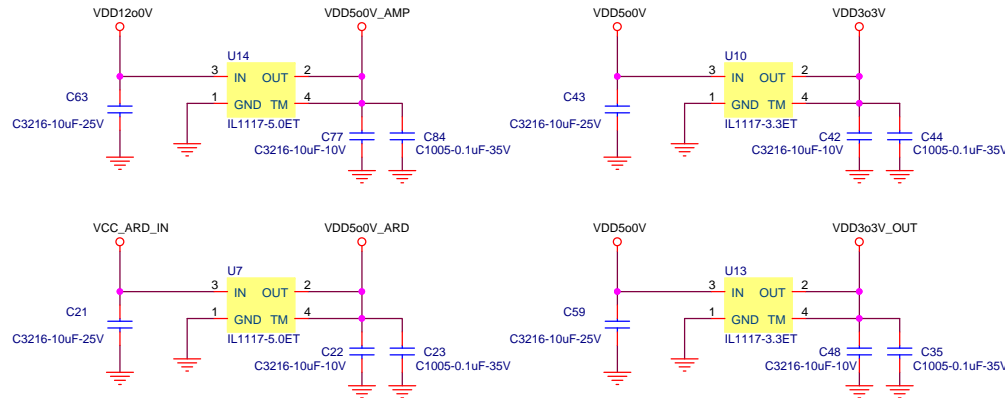 VDD12o0V
VDD5o0V_AMP
U14
3 IN OUT 2
1 GND TM 4
IL1117-5.0ET
C63
C3216-10uF-25V
C77
C3216-10uF-10V
C84
C1005-0.1uF-35V
VDD5o0V
VDD3o3V
U10
3 IN OUT 2
1 GND TM 4
IL1117-3.3ET
C43
C3216-10uF-25V
C42
C3216-10uF-10V
C44
C1005-0.1uF-35V
VCC_ARD_IN
VDD5o0V_ARD
U7
3 IN OUT 2
1 GND TM 4
IL1117-5.0ET
C21
C3216-10uF-25V
C22
C3216-10uF-10V
C23
C1005-0.1uF-35V
VDD5o0V
VDD3o3V_OUT
U13
3 IN OUT 2
1 GND TM 4
IL1117-3.3ET
C59
C3216-10uF-25V
C48
C3216-10uF-10V
C35
C1005-0.1uF-35V